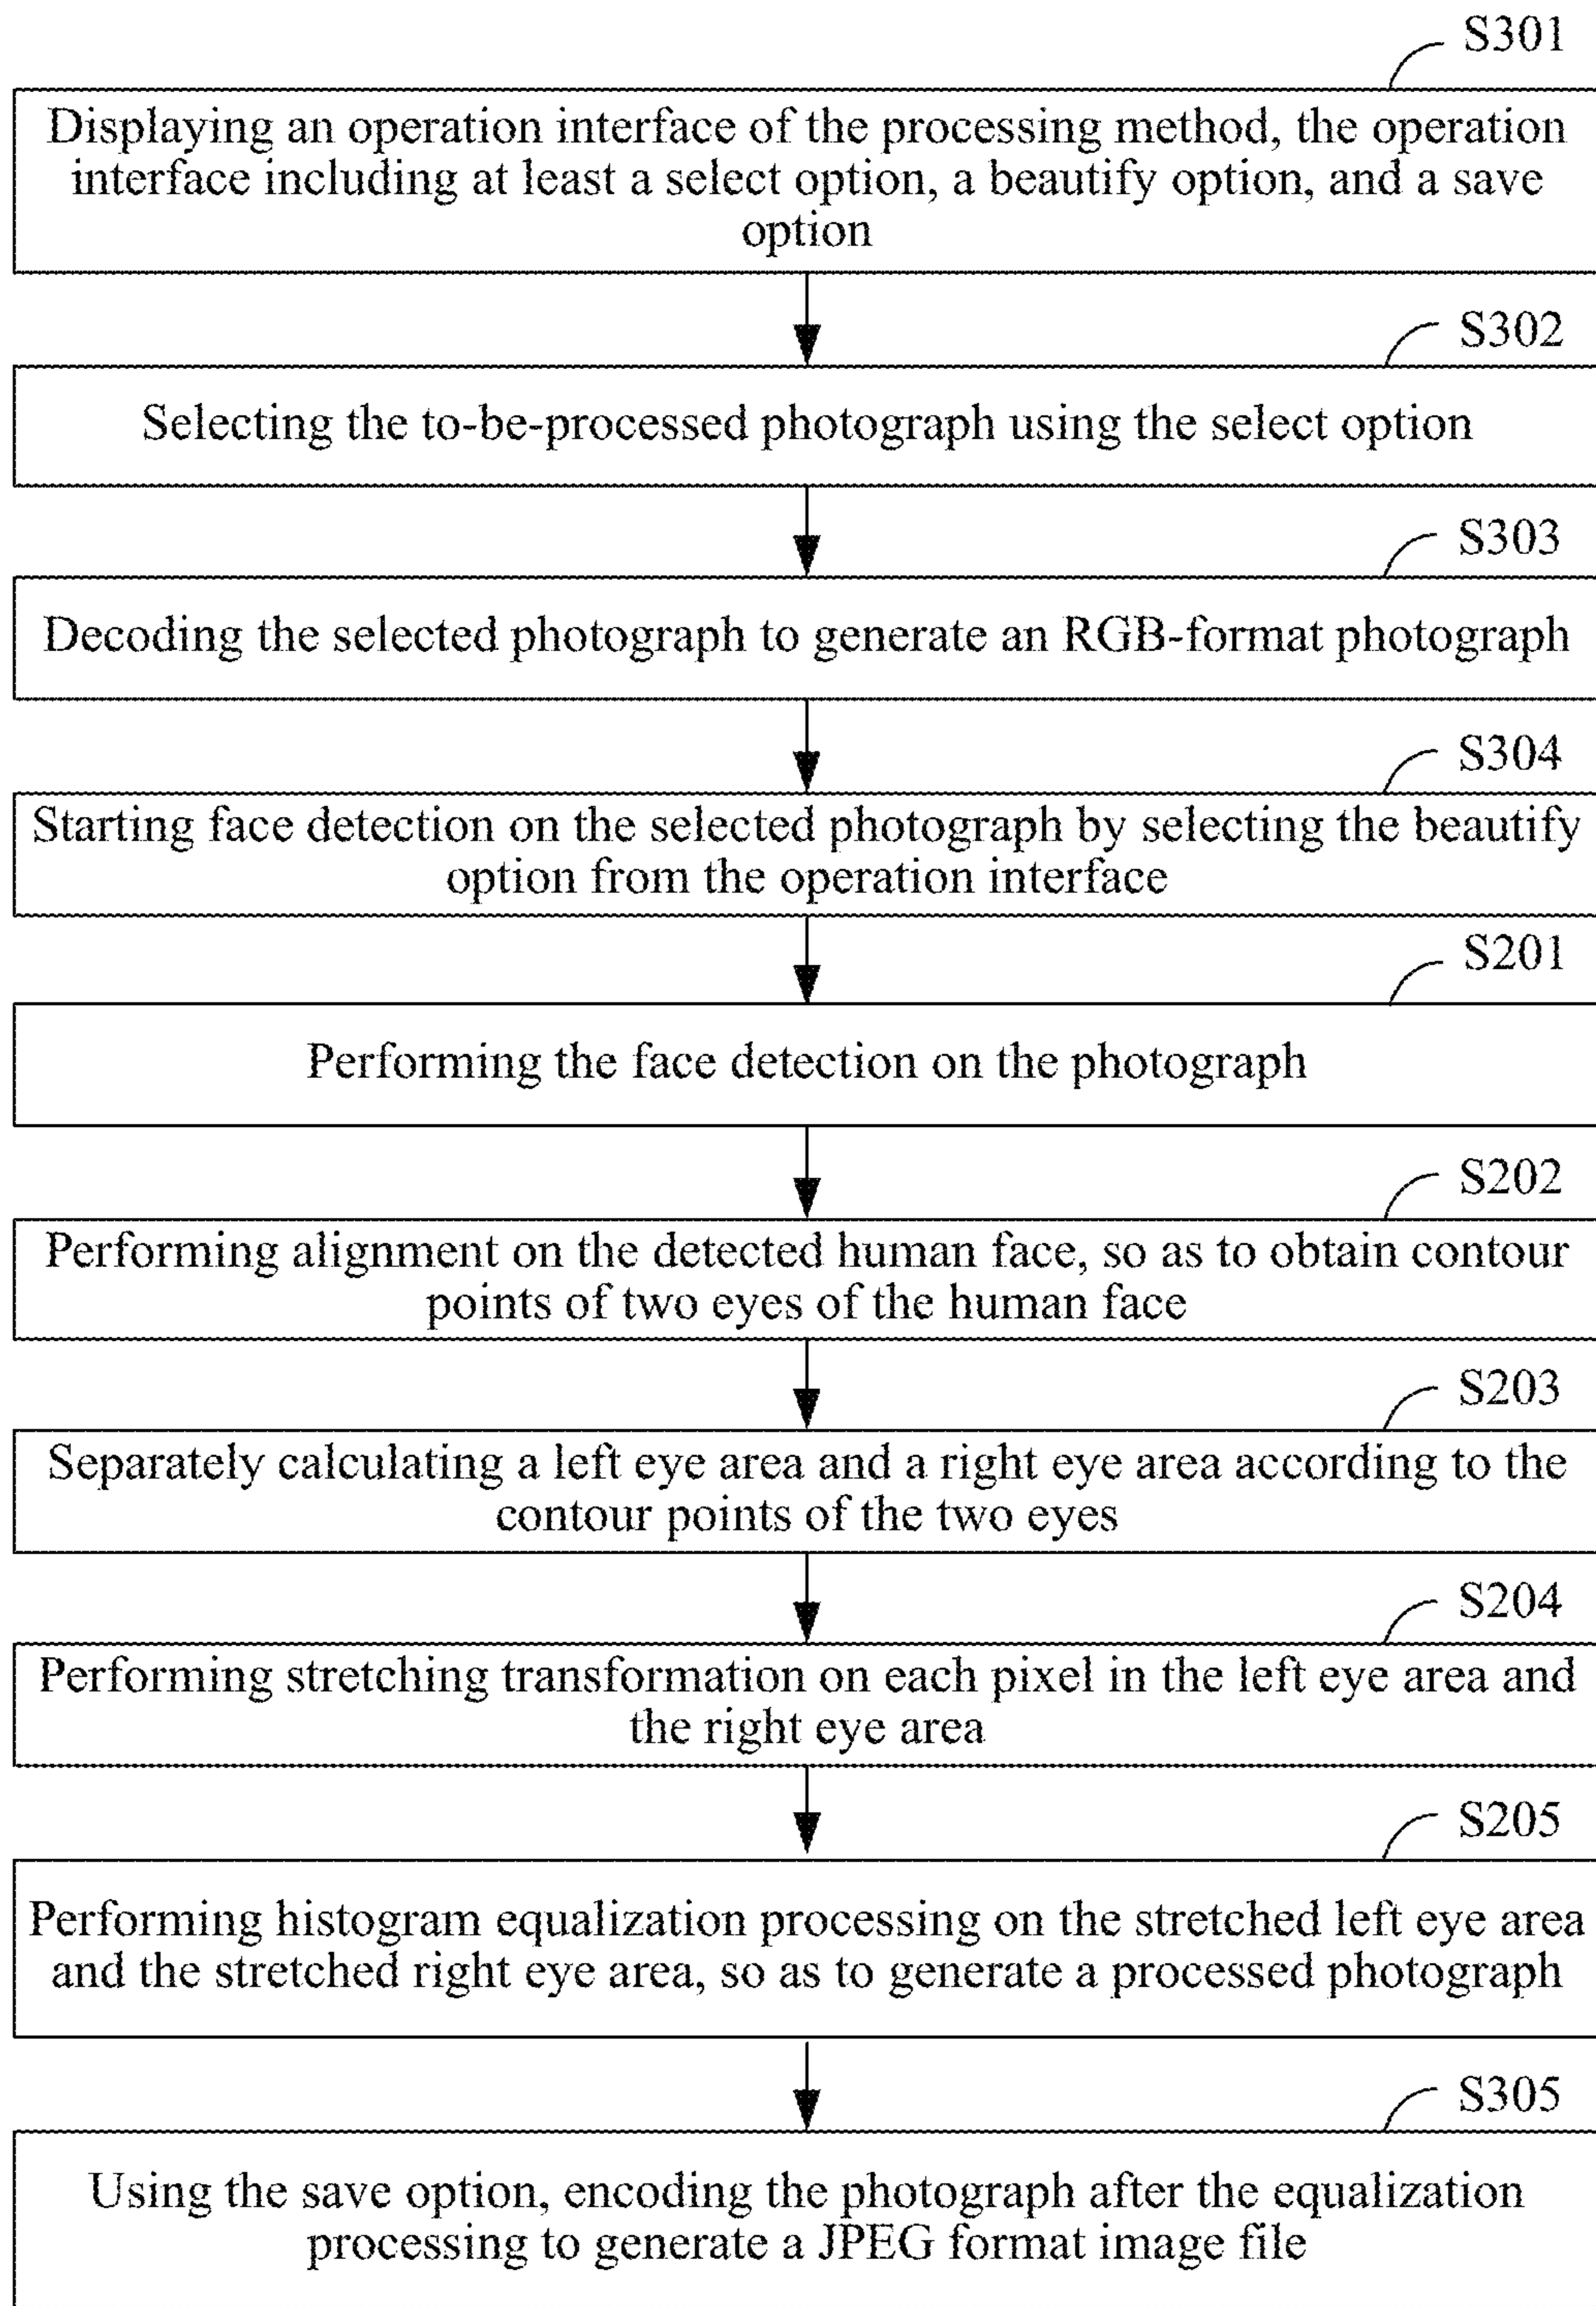 S301
Displaying an operation interface of the processing method, the operation
interface including at least a select option, a beautify option, and a save
option
S302
Selecting the to-be-processed photograph using the select option
S303
Decoding the selected photograph to generate an RGB-format photograph
S304
Starting face detection on the selected photograph by selecting the beautify
option from the operation interface
S201
Performing the face detection on the photograph
S202
Performing alignment on the detected human face, so as to obtain contour
points of two eyes of the human face
S203
Separately calculating a left eye area and a right eye area according to the
contour points of the two eyes
S204
Performing stretching transformation on each pixel in the left eye area and
the right eye area
S205
Performing histogram equalization processing on the stretched left eye area
and the stretched right eye area, so as to generate a processed photograph
S305
Using the save option, encoding the photograph after the equalization
processing to generate a JPEG format image file